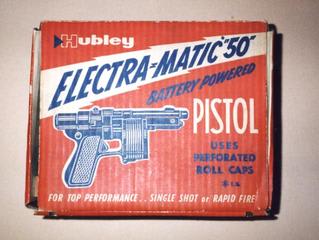 Hubley
ELECTRA-MATIC "50"
BATTERY POWERED
PISTOL
USES
PERFORATED
ROLL CAPS
FOR TOP PERFORMANCE.. SINGLE SHOT or RAPID FIRE